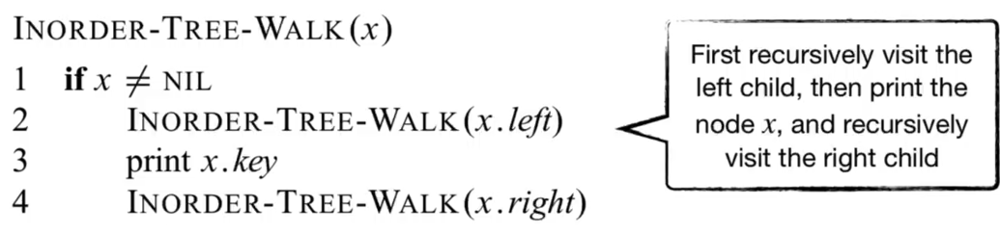 INORDER-TREE-WALK(x)
1 if x ≠ NIL
2 INORDER-TREE-WALK(x.left)
3 print x.key
4 INORDER-TREE-WALK(x.right)
First recursively visit the
left child, then print the
node x, and recursively
visit the right child